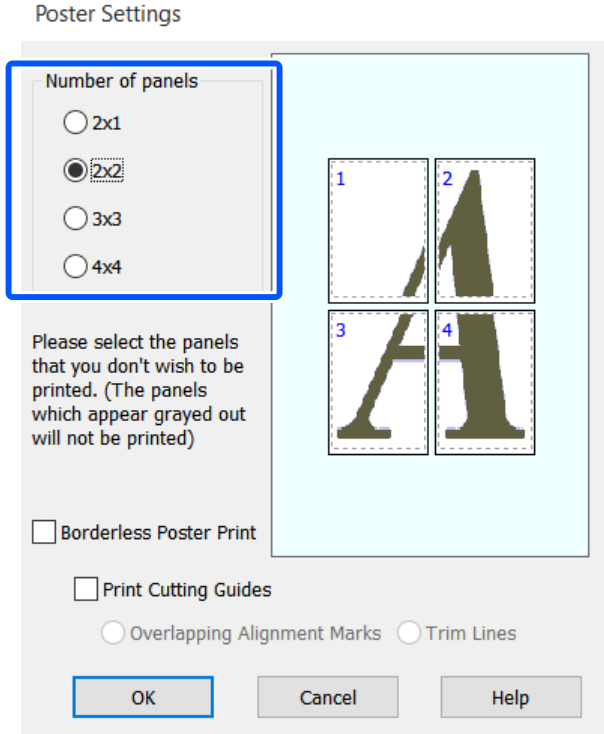 Poster Settings
Number of panels
2x1
2x2
3x3
4x4
1
2
3
4
Please select the panels
that you don't wish to be
printed. (The panels
which appear grayed out
will not be printed)
Borderless Poster Print
Print Cutting Guides
Overlapping Alignment Marks
Trim Lines
OK
Cancel
Help